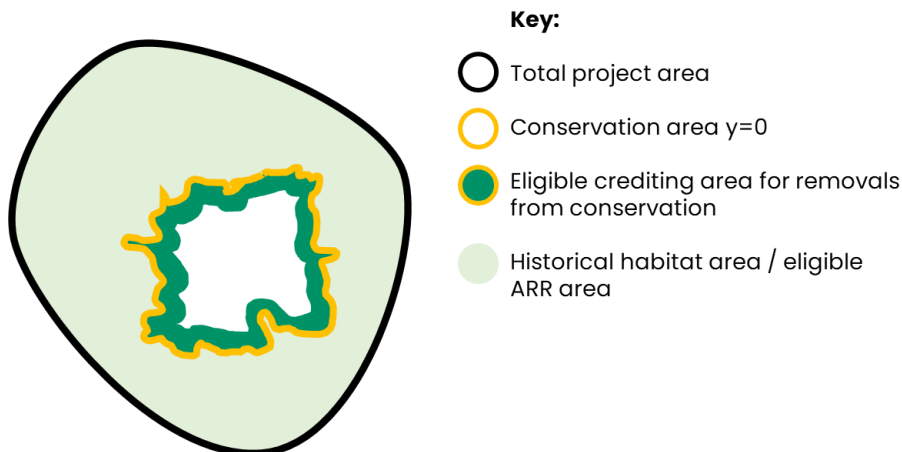 Key:
Total project area
Conservation area y=0
Eligible crediting area for removals
from conservation
Historical habitat area / eligible
ARR area